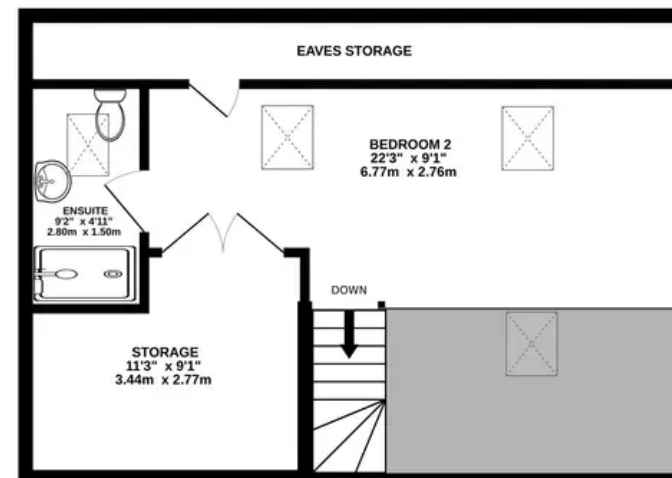 EAVES STORAGE
BEDROOM 2
22'3" x 9'1"
6.77m x 2.76m
ENSUITE
9'2" x 4'11"
2.80m x 1.50m
DOWN
STORAGE
11'3" x 9'1"
3.44m x 2.77m